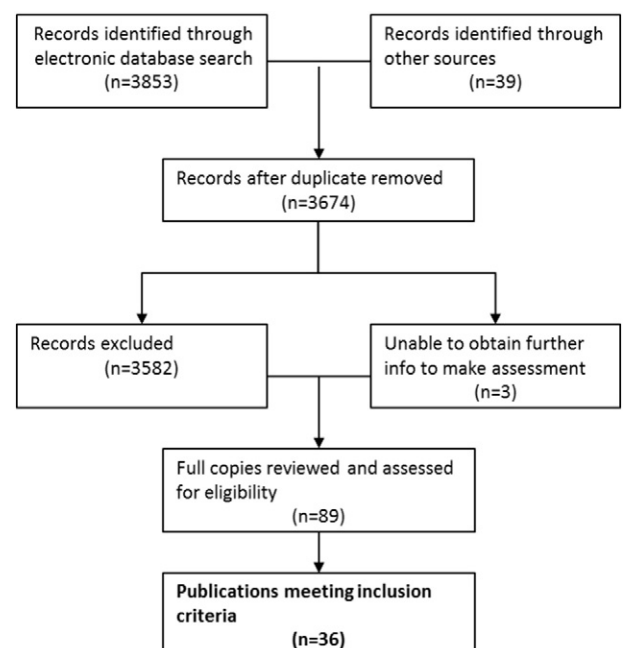 Records identified through
electronic database search
(n=3853)
Records identified through
other sources
(n=39)
Records after duplicate removed
(n=3674)
Records excluded
(n=3582)
Unable to obtain further
info to make assessment
(n=3)
Full copies reviewed and assessed
for eligibility
(n=89)
Publications meeting inclusion
criteria
(n=36)